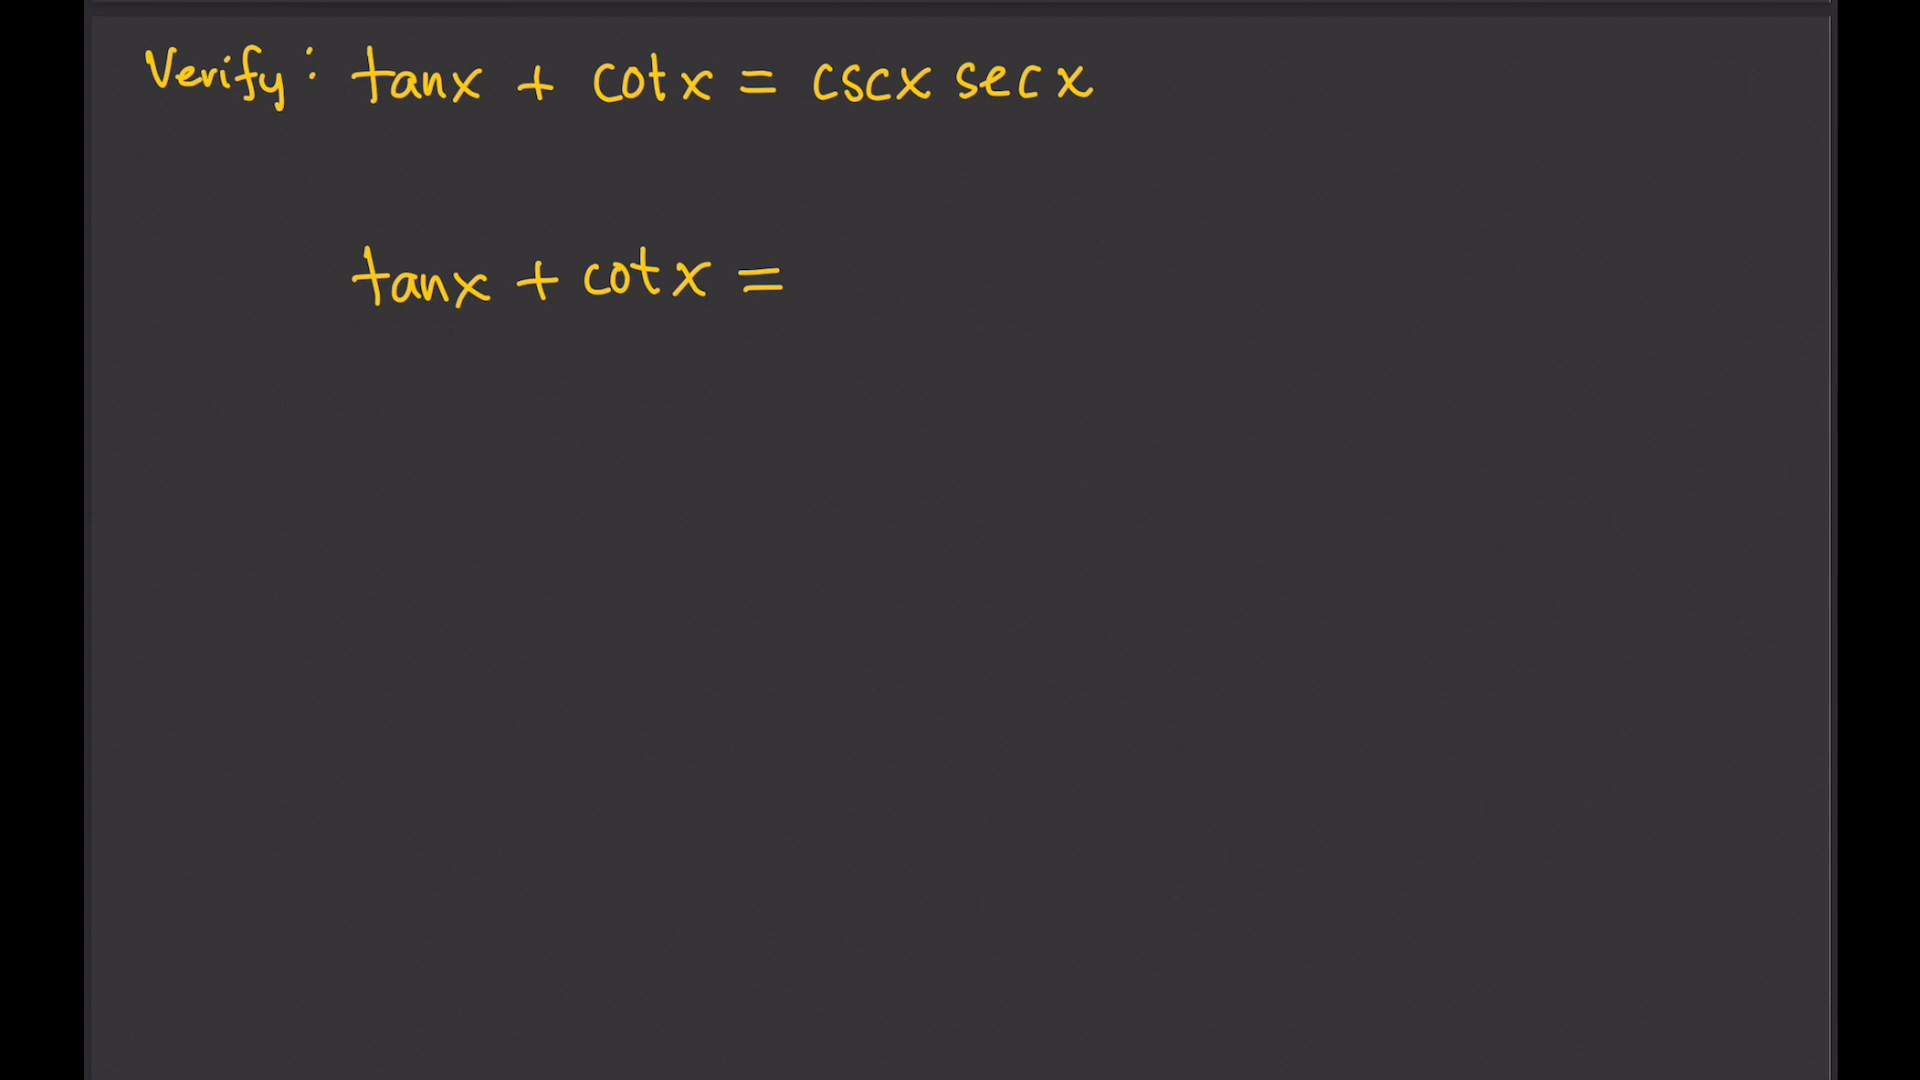 Verify: tanx + cotx = cscx secx
tanx + cotx =